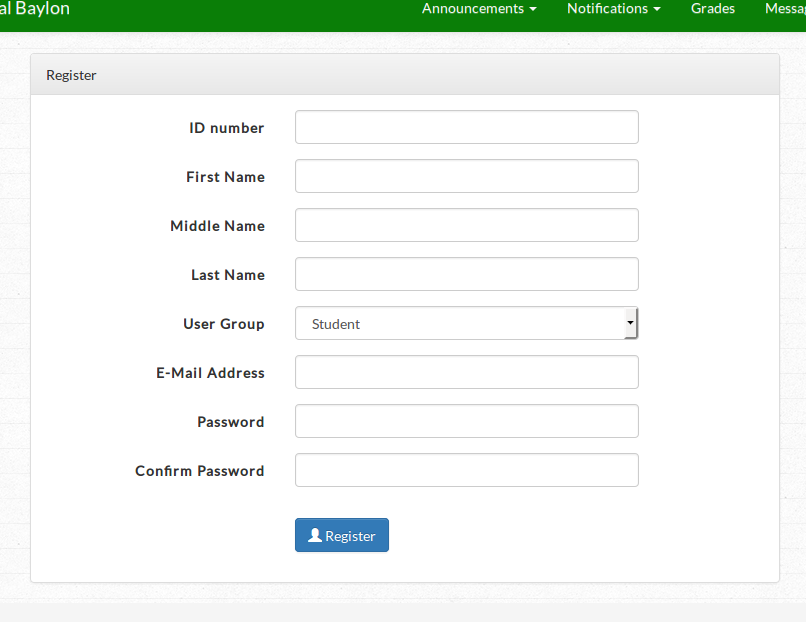 al Baylon Announcements Notifications Grades
Register
ID number
First Name
Middle Name
Last Name
User Group Student
E-Mail Address
Password
Confirm Password
Register